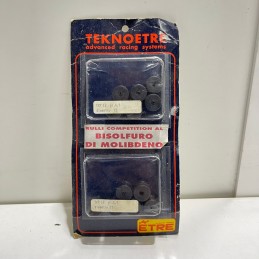 TEKNOETRE
advanced racing systems
RULLI COMPETITION AL
BISOLFURO
DI MOLIBDENO
ETRE